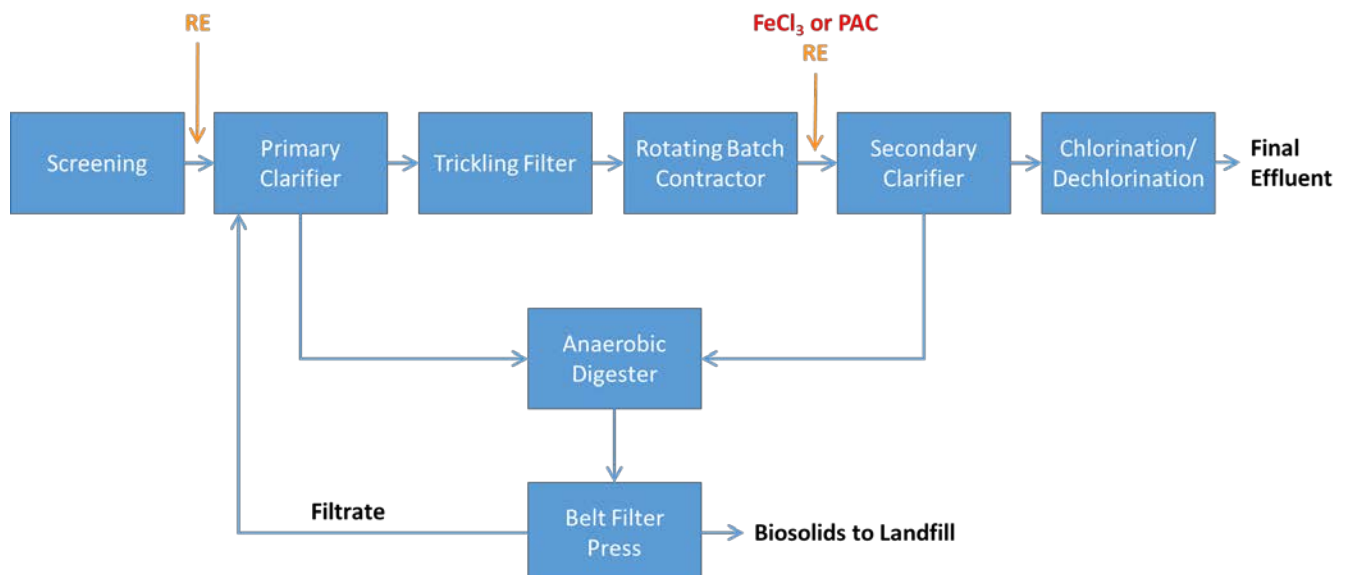 RE
FeCl₃ or PAC
RE
Screening
Primary
Clarifier
Trickling Filter
Rotating Batch
Contractor
Secondary
Clarifier
Chlorination/
Dechlorination
Final
Effluent
Anaerobic
Digester
Filtrate
Belt Filter
Press
Biosolids to Landfill